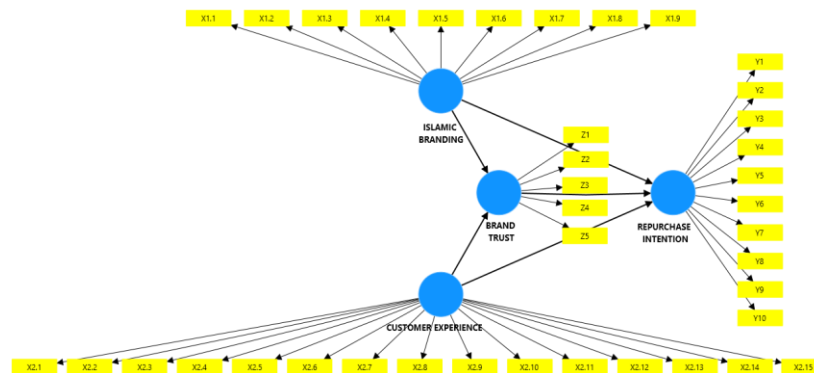 X1.1 X1.2 X1.3 X1.4 X1.5 X1.6 X1.7 X1.8 X1.9
ISLAMIC
BRANDING
Y1
Y2
Y3
Y4
Y5
Y6
Y7
Y8
Y9
Y10
Z1
Z2
Z3
Z4
Z5
BRAND
TRUST
REPURCHASE
INTENTION
CUSTOMER EXPERIENCE
X2.1 X2.2 X2.3 X2.4 X2.5 X2.6 X2.7 X2.8 X2.9 X2.10 X2.11 X2.12 X2.13 X2.14 X2.15